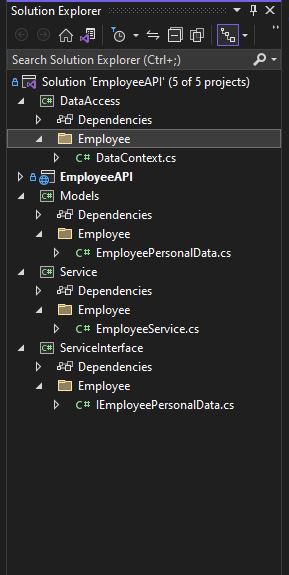 Solution Explorer
Search Solution Explorer (Ctrl+;)
Solution 'EmployeeAPI' (5 of 5 projects)
C# DataAccess
Dependencies
Employee
C# DataContext.cs
EmployeeAPI
C# Models
Dependencies
Employee
C# EmployeePersonalData.cs
C# Service
Dependencies
Employee
C# EmployeeService.cs
C# ServiceInterface
Dependencies
Employee
C# IEmployeePersonalData.cs